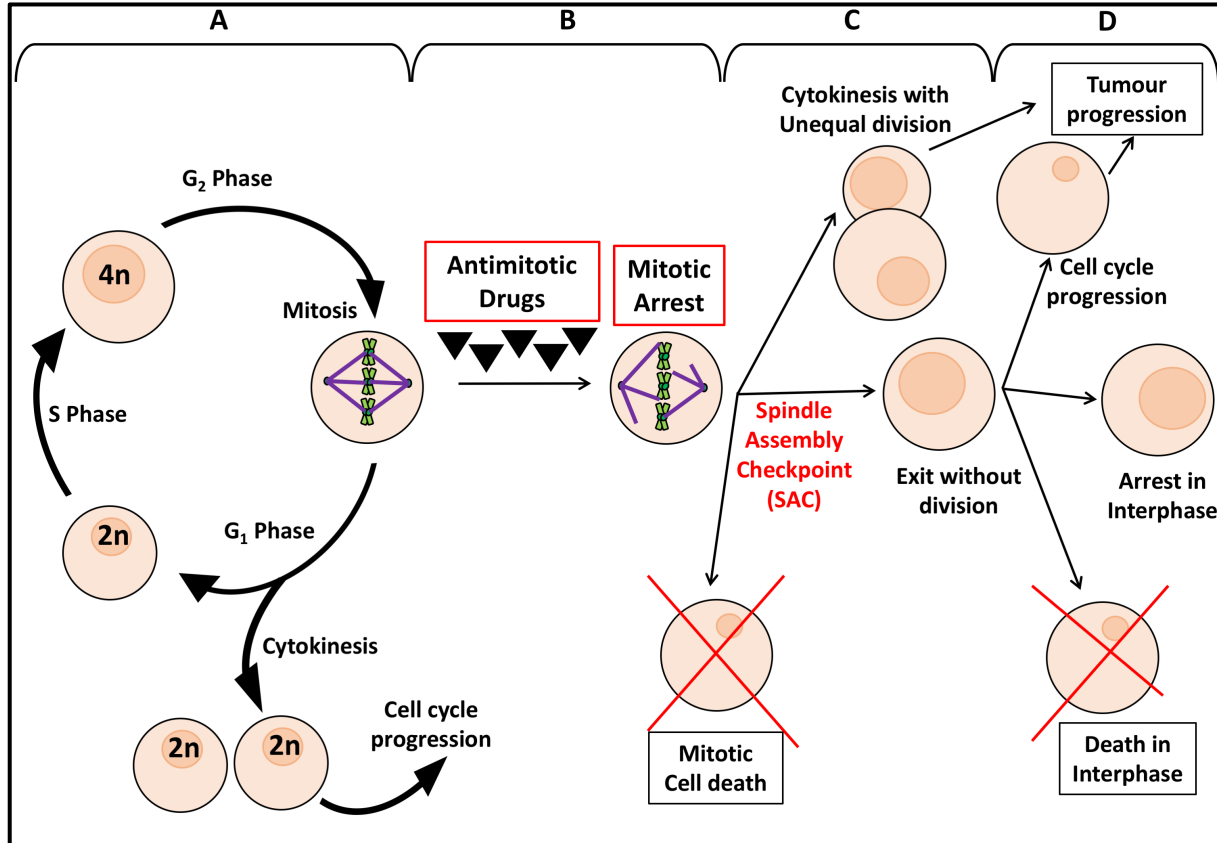 A
B
C
D
G₂ Phase
4n
Mitosis
S Phase
2n
G₁ Phase
Cytokinesis
2n
2n
Cell cycle
progression
Antimitotic
Drugs
Mitotic
Arrest
Cytokinesis with
Unequal division
Spindle
Assembly
Checkpoint
(SAC)
Exit without
division
Mitotic
Cell death
Tumour
progression
Cell cycle
progression
Arrest in
Interphase
Death in
Interphase